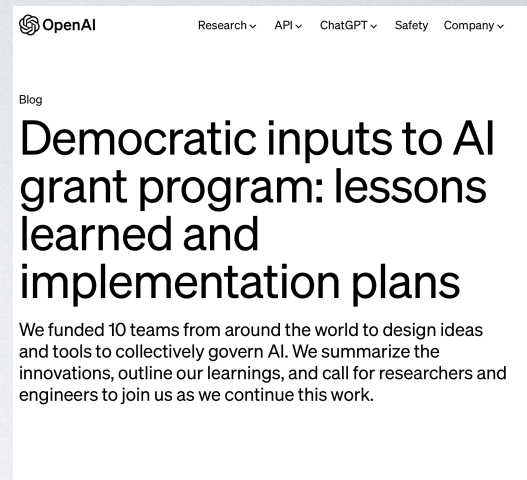 OpenAI
Research API ChatGPT Safety Company
Blog
Democratic inputs to AI
grant program: lessons
learned and
implementation plans
We funded 10 teams from around the world to design ideas
and tools to collectively govern AI. We summarize the
innovations, outline our learnings, and call for researchers and
engineers to join us as we continue this work.